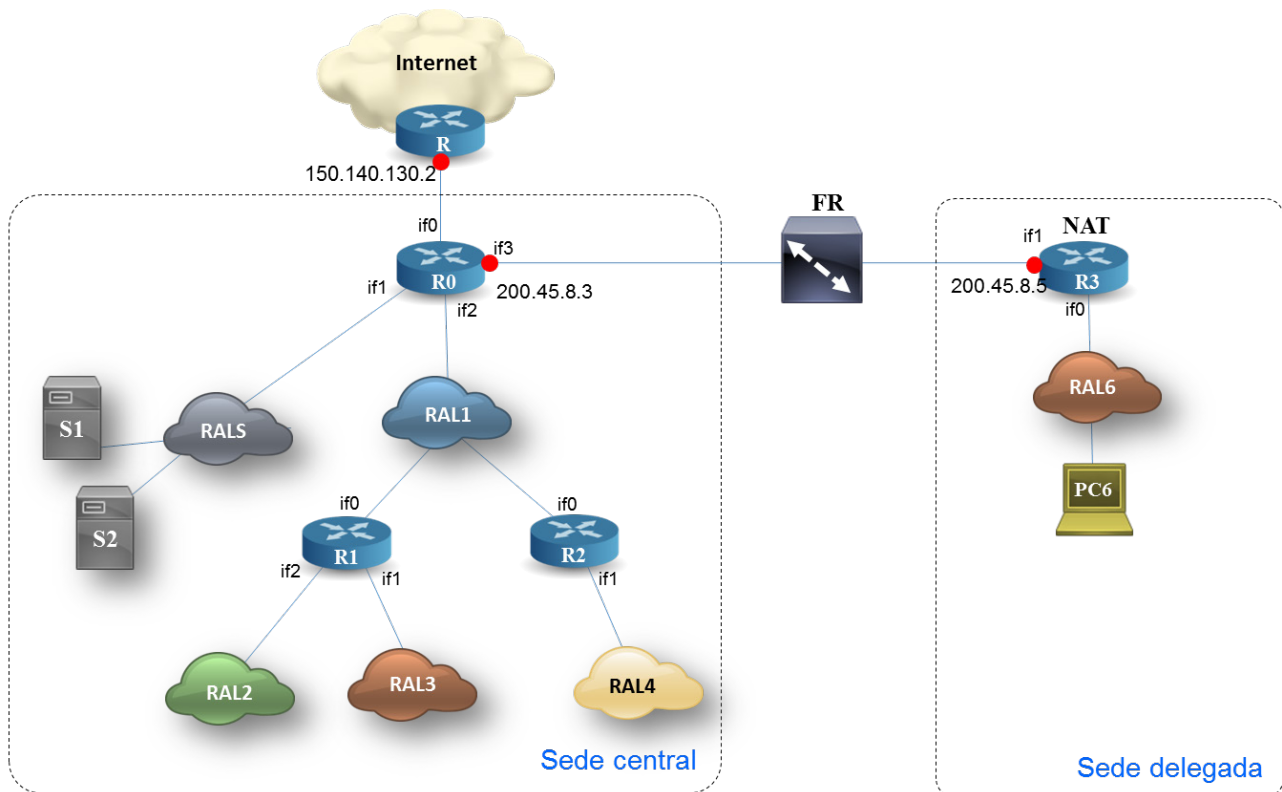 Internet
R
150.140.130.2
if0
FR
NAT
if3
if1
R0
R3
if1
200.45.8.3
200.45.8.5
if2
if0
RAL1
RAL6
S1
RALS
PC6
if0
if0
S2
R1
R2
if2
if1
if1
RAL2
RAL3
RAL4
Sede central
Sede delegada